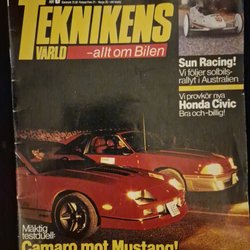 TEKNIKENS
VÄRLD
-allt om Bilen
Sun Racing!
Vi följer solbils-
rallyt i Australien
Vi provkör nya
Honda Civic
Bra och-billig!
Mäktig
testduell:
Camaro mot Mustang!